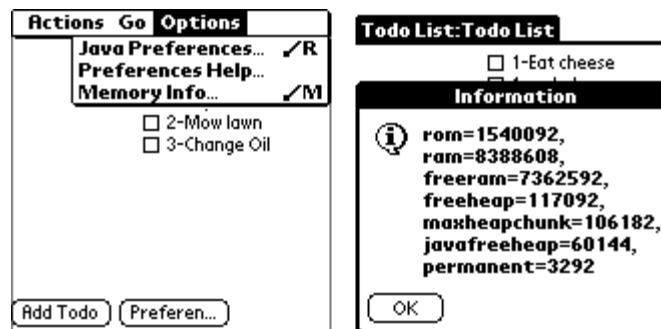 Actions Go Options
Java Preferences... ✓R
Preferences Help...
Memory Info... ✓M
2-Mow lawn
3-Change Oil
Add Todo
Preferen...
Todo List:Todo List
1-Eat cheese
Information
rom=1540092,
ram=8388608,
freeram=7362592,
freeheap=117092,
maxheapchunk=106182,
javafreeheap=60144,
permanent=3292
OK